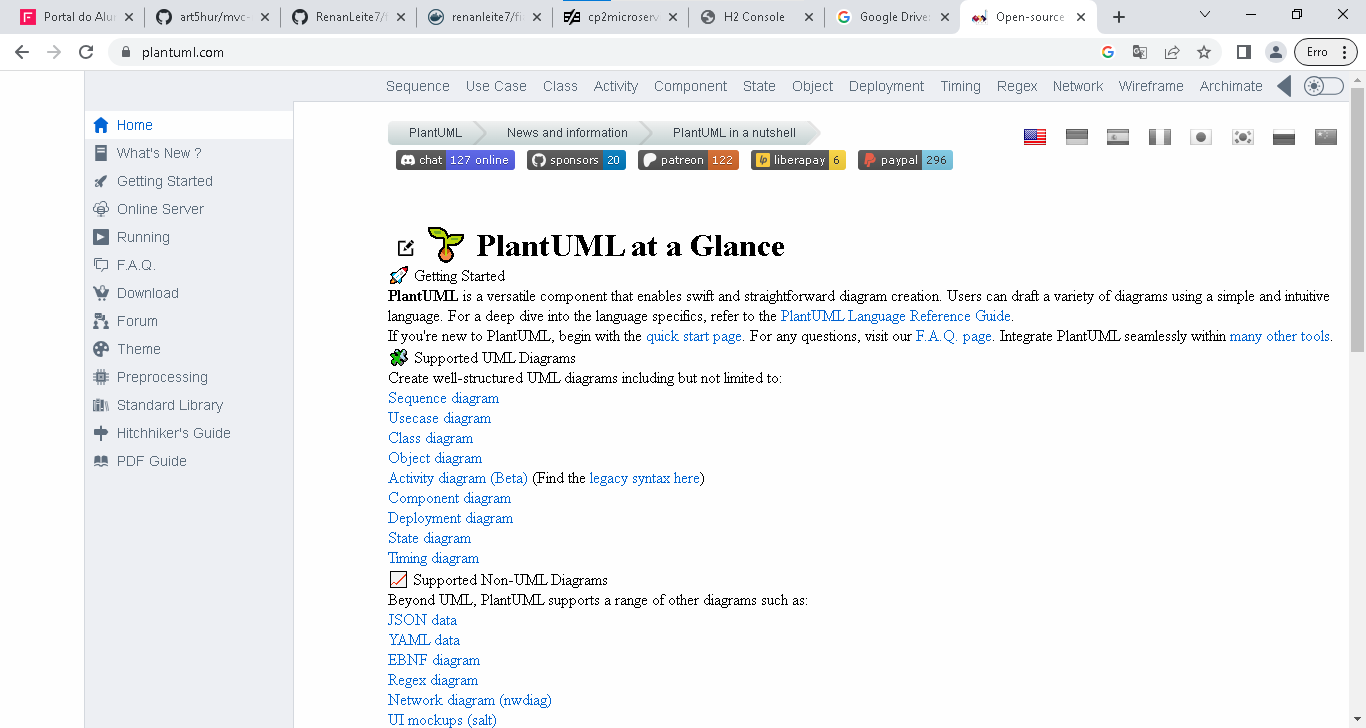 Portal do Alun
art5hur/mvc-
RenanLeite7/f
renanleite7/fi
cp2microserv
H2 Console
Google Drive:
Open-source
plantuml.com
Erro
Sequence Use Case Class Activity Component State Object Deployment Timing Regex Network Wireframe Archimate
Home
What's New ?
Getting Started
Online Server
Running
F.A.Q.
Download
Forum
Theme
Preprocessing
Standard Library
Hitchhiker's Guide
PDF Guide
PlantUML News and information PlantUML in a nutshell
chat 127 online sponsors 20 patreon 122 liberapay 6 paypal 296
PlantUML at a Glance
Getting Started
PlantUML is a versatile component that enables swift and straightforward diagram creation. Users can draft a variety of diagrams using a simple and intuitive
language. For a deep dive into the language specifics, refer to the PlantUML Language Reference Guide.
If you're new to PlantUML, begin with the quick start page. For any questions, visit our F.A.Q. page. Integrate PlantUML seamlessly within many other tools.
Supported UML Diagrams
Create well-structured UML diagrams including but not limited to:
Sequence diagram
Usecase diagram
Class diagram
Object diagram
Activity diagram (Beta) (Find the legacy syntax here)
Component diagram
Deployment diagram
State diagram
Timing diagram
Supported Non-UML Diagrams
Beyond UML, PlantUML supports a range of other diagrams such as:
JSON data
YAML data
EBNF diagram
Regex diagram
Network diagram (nwdiag)
UI mockups (salt)